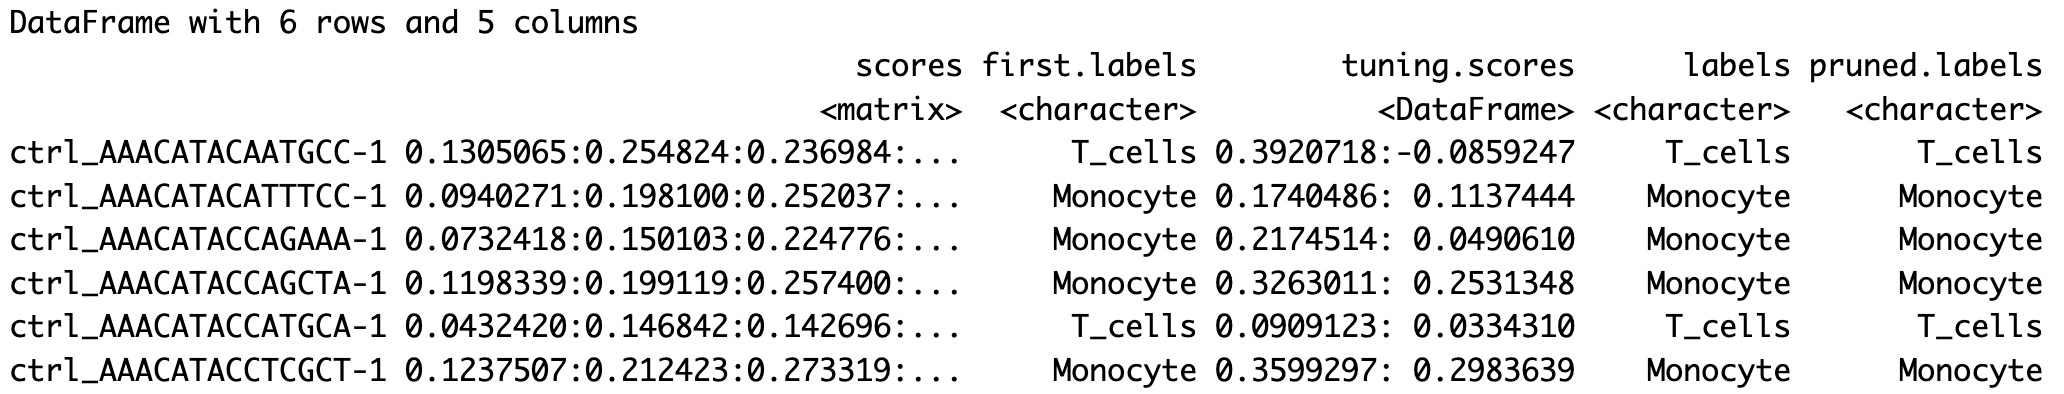 DataFrame with 6 rows and 5 columns
scores first.labels tuning.scores labels pruned.labels
<matrix> <character> <DataFrame> <character> <character>
ctrl_AAACATACAATGCC-1 0.1305065:0.254824:0.236984:... T_cells 0.3920718:-0.0859247 T_cells T_cells
ctrl_AAACATACATTTCC-1 0.0940271:0.198100:0.252037:... Monocyte 0.1740486: 0.1137444 Monocyte Monocyte
ctrl_AAACATACCAGAAA-1 0.0732418:0.150103:0.224776:... Monocyte 0.2174514: 0.0490610 Monocyte Monocyte
ctrl_AAACATACCAGCTA-1 0.1198339:0.199119:0.257400:... Monocyte 0.3263011: 0.2531348 Monocyte Monocyte
ctrl_AAACATACCATGCA-1 0.0432420:0.146842:0.142696:... T_cells 0.0909123: 0.0334310 T_cells T_cells
ctrl_AAACATACCTCGCT-1 0.1237507:0.212423:0.273319:... Monocyte 0.3599297: 0.2983639 Monocyte Monocyte